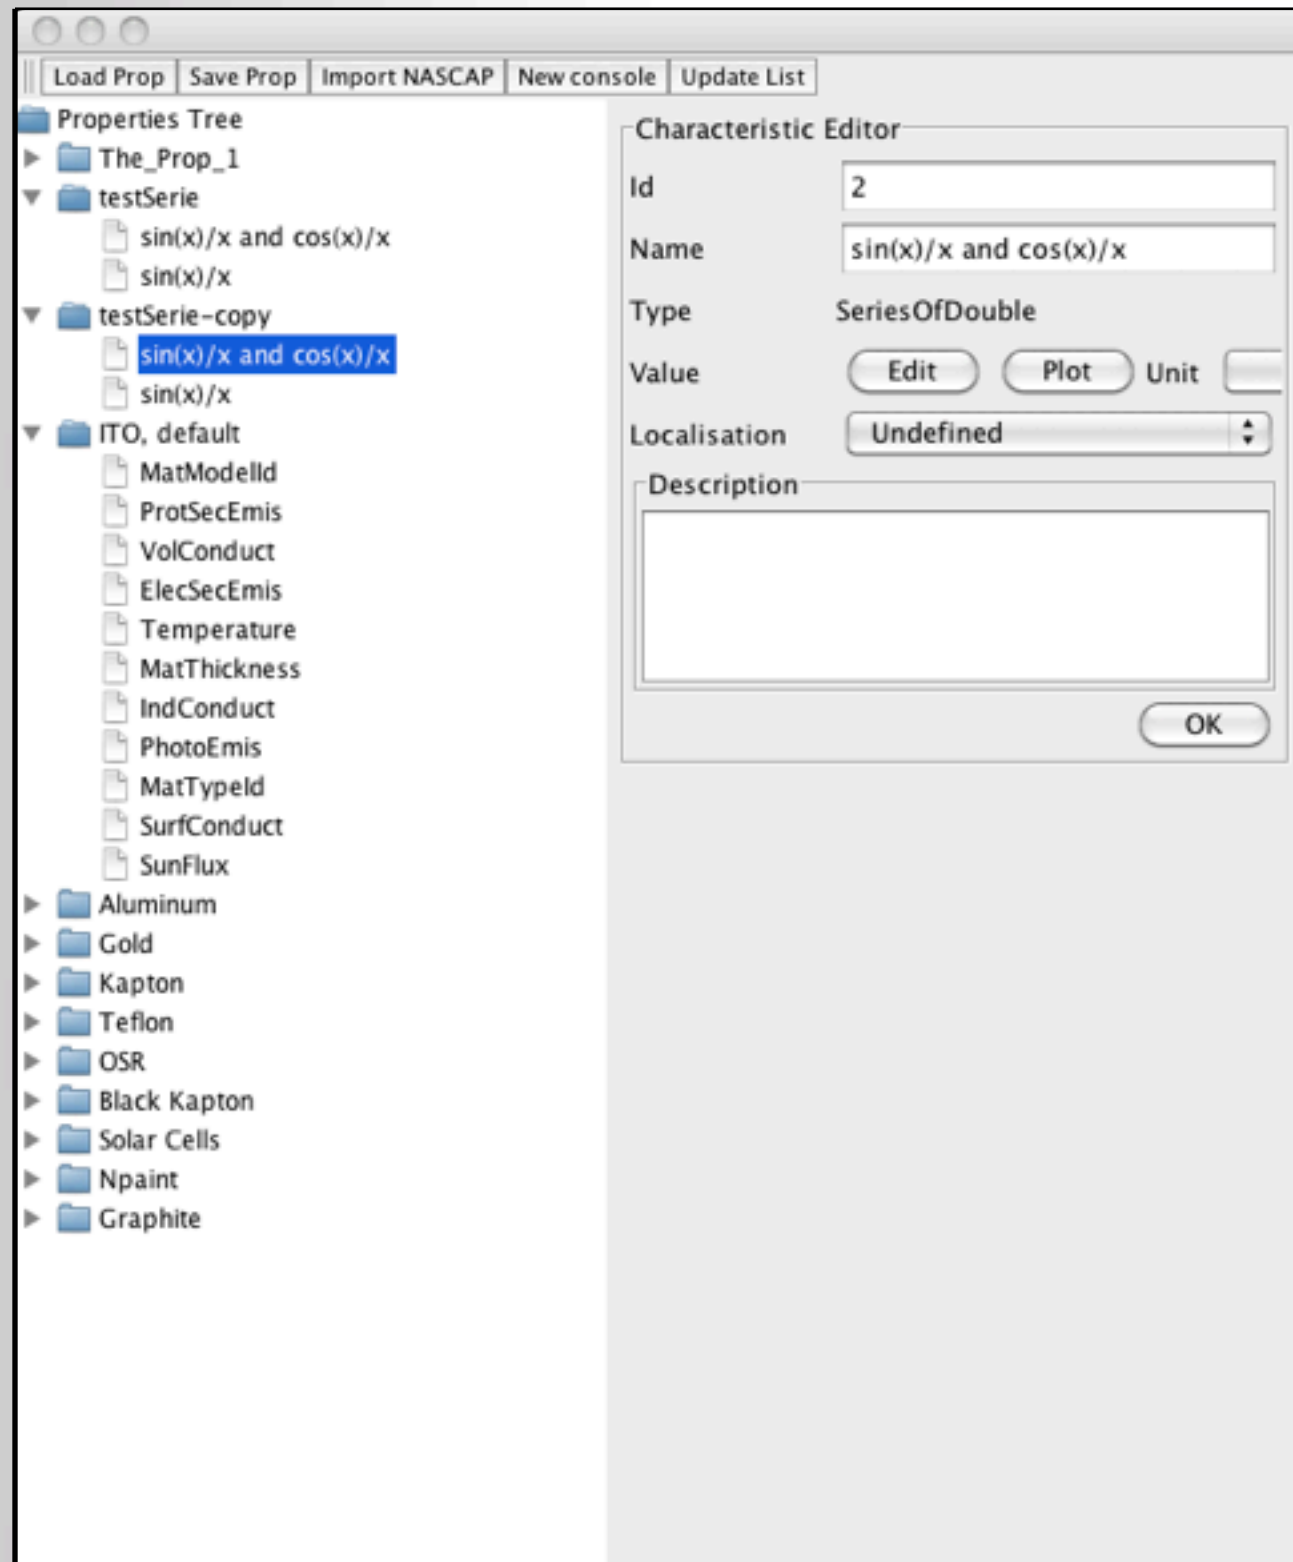 Load Prop Save Prop Import NASCAP New console Update List
Properties Tree
The_Prop_1
testSerie
sin(x)/x and cos(x)/x
sin(x)/x
testSerie-copy
sin(x)/x and cos(x)/x
sin(x)/x
ITO, default
MatModelId
ProtSecEmis
VolConduct
ElecSecEmis
Temperature
MatThickness
IndConduct
PhotoEmis
MatTypeId
SurfConduct
SunFlux
Aluminum
Gold
Kapton
Teflon
OSR
Black Kapton
Solar Cells
Npaint
Graphite
Characteristic Editor
Id 2
Name sin(x)/x and cos(x)/x
Type SeriesOfDouble
Value Edit Plot Unit
Localisation Undefined
Description
OK